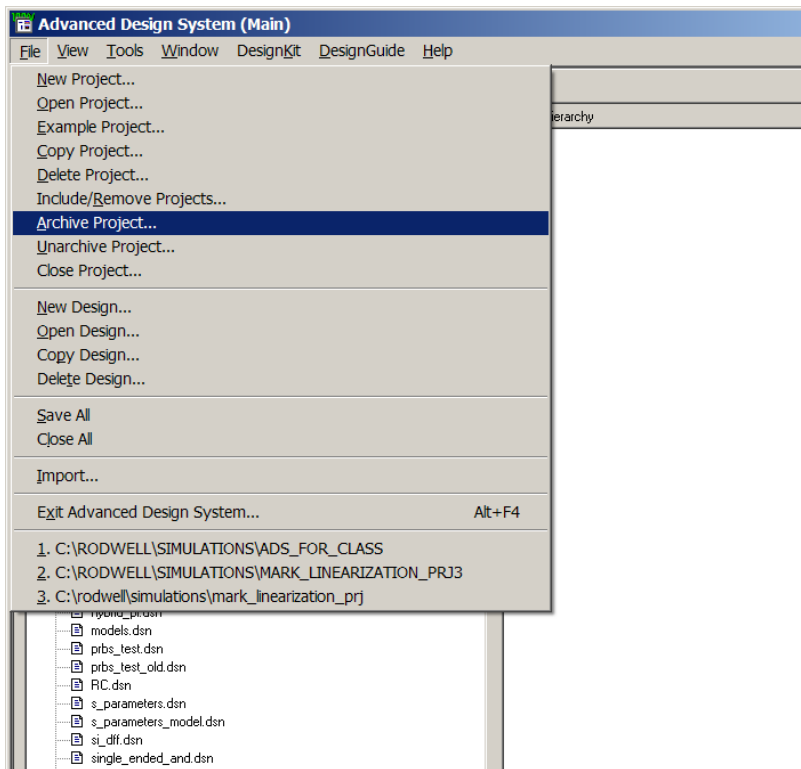 Advanced Design System (Main)
File View Tools Window DesignKit DesignGuide Help
New Project...
Open Project...
ierarchy
Example Project...
Copy Project...
Delete Project...
Include/Remove Projects...
Archive Project...
Unarchive Project...
Close Project...
New Design...
Open Design...
Copy Design...
Delete Design...
Save All
Close All
Import...
Exit Advanced Design System... Alt+F4
1. C:\RODWELL\SIMULATIONS\ADS_FOR_CLASS
2. C:\RODWELL\SIMULATIONS\MARK_LINEARIZATION_PRJ3
3. C:\rodwell\simulations\mark_linearization_prj
hybrid_pi.dsn
models.dsn
prbs_test.dsn
prbs_test_old.dsn
RC.dsn
s_parameters.dsn
s_parameters_model.dsn
si_dff.dsn
single_ended_and.dsn